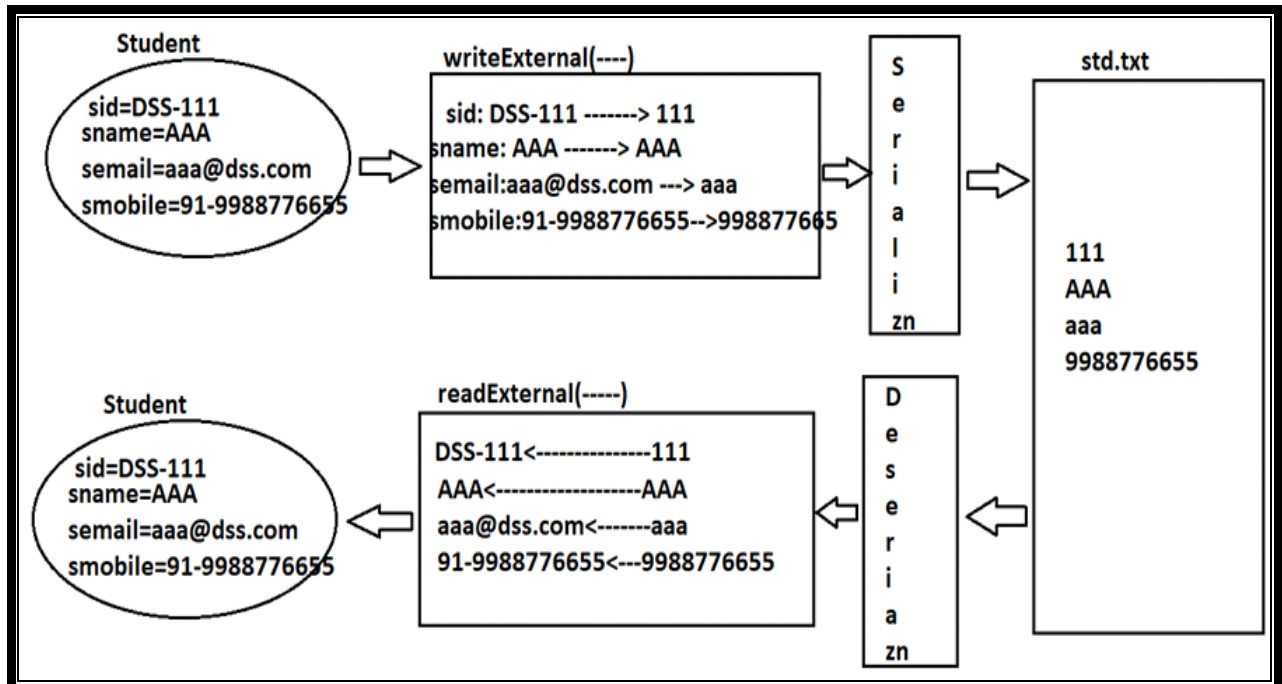 Student
sid=DSS-111
sname=AAA
semail=aaa@dss.com
smobile=91-9988776655
writeExternal(----)
sid: DSS-111 -------> 111
sname: AAA -------> AAA
semail:aaa@dss.com ---> aaa
smobile:91-9988776655-->998877665
S
e
r
i
a
l
i
zn
std.txt
111
AAA
aaa
9988776655
Student
sid=DSS-111
sname=AAA
semail=aaa@dss.com
smobile=91-9988776655
readExternal(-----)
DSS-111<---------------111
AAA<--------------------AAA
aaa@dss.com<-------aaa
91-9988776655<---9988776655
D
e
s
e
r
i
a
zn